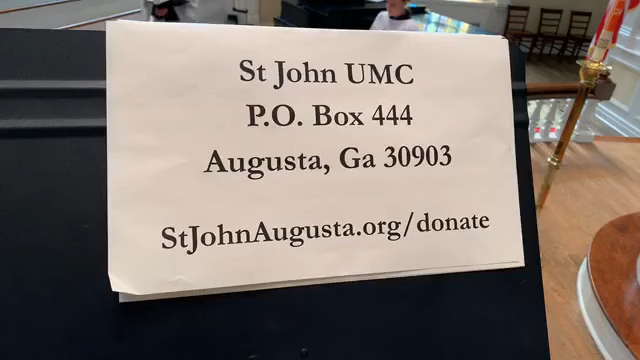 St John UMC
P.O. Box 444
Augusta, Ga 30903
StJohnAugusta.org/donate